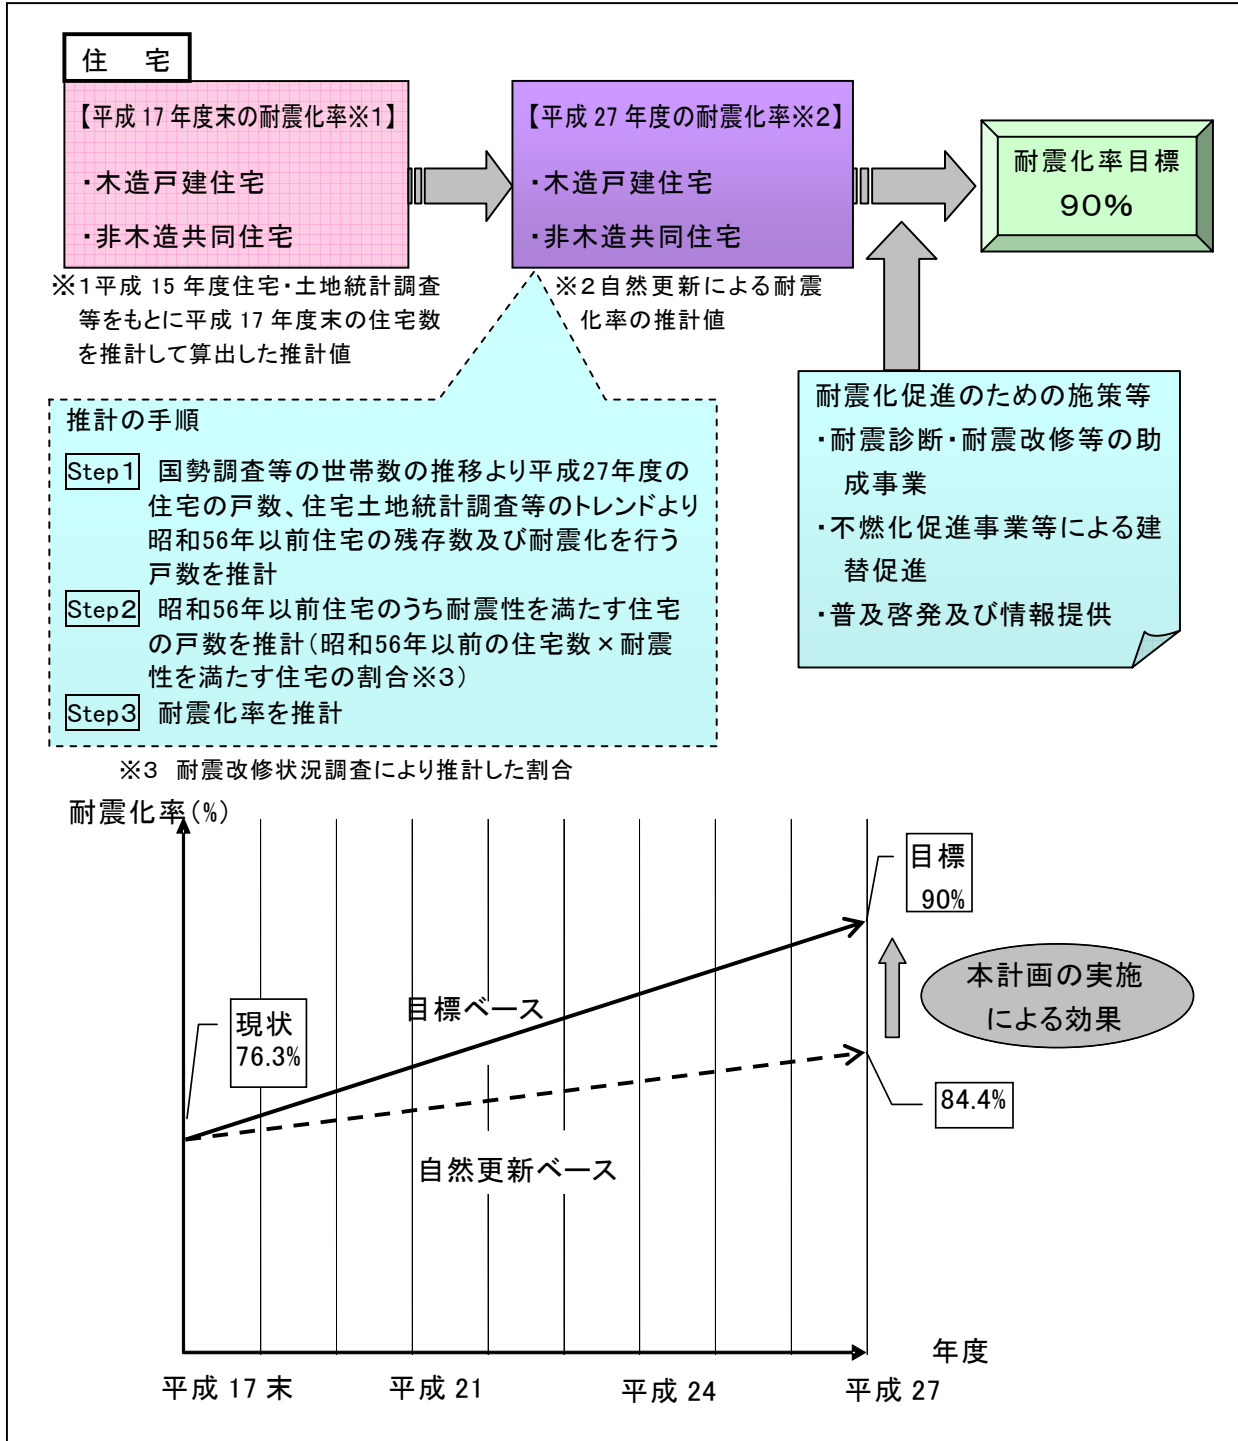 住　宅
【平成 17 年度末の耐震化率※1】
・木造戸建住宅
・非木造共同住宅
【平成 27 年度の耐震化率※2】
・木造戸建住宅
・非木造共同住宅
耐震化率目標
90%
※1平成 15 年度住宅・土地統計調査
等をもとに平成 17 年度末の住宅数
を推計して算出した推計値
※2自然更新による耐震
化率の推計値
推計の手順
Step1　国勢調査等の世帯数の推移より平成27年度の
住宅の戸数、住宅土地統計調査等のトレンドより
昭和56年以前住宅の残存数及び耐震化を行う
戸数を推計
Step2　昭和56年以前住宅のうち耐震性を満たす住宅
の戸数を推計(昭和56年以前の住宅数×耐震
性を満たす住宅の割合※3)
Step3　耐震化率を推計
耐震化促進のための施策等
・耐震診断・耐震改修等の助
成事業
・不燃化促進事業等による建
替促進
・普及啓発及び情報提供
※3　耐震改修状況調査により推計した割合
耐震化率(%)
目標
90%
目標ベース
本計画の実施
による効果
現状
76.3%
84.4%
自然更新ベース
年度
平成 17 末
平成 21
平成 24
平成 27